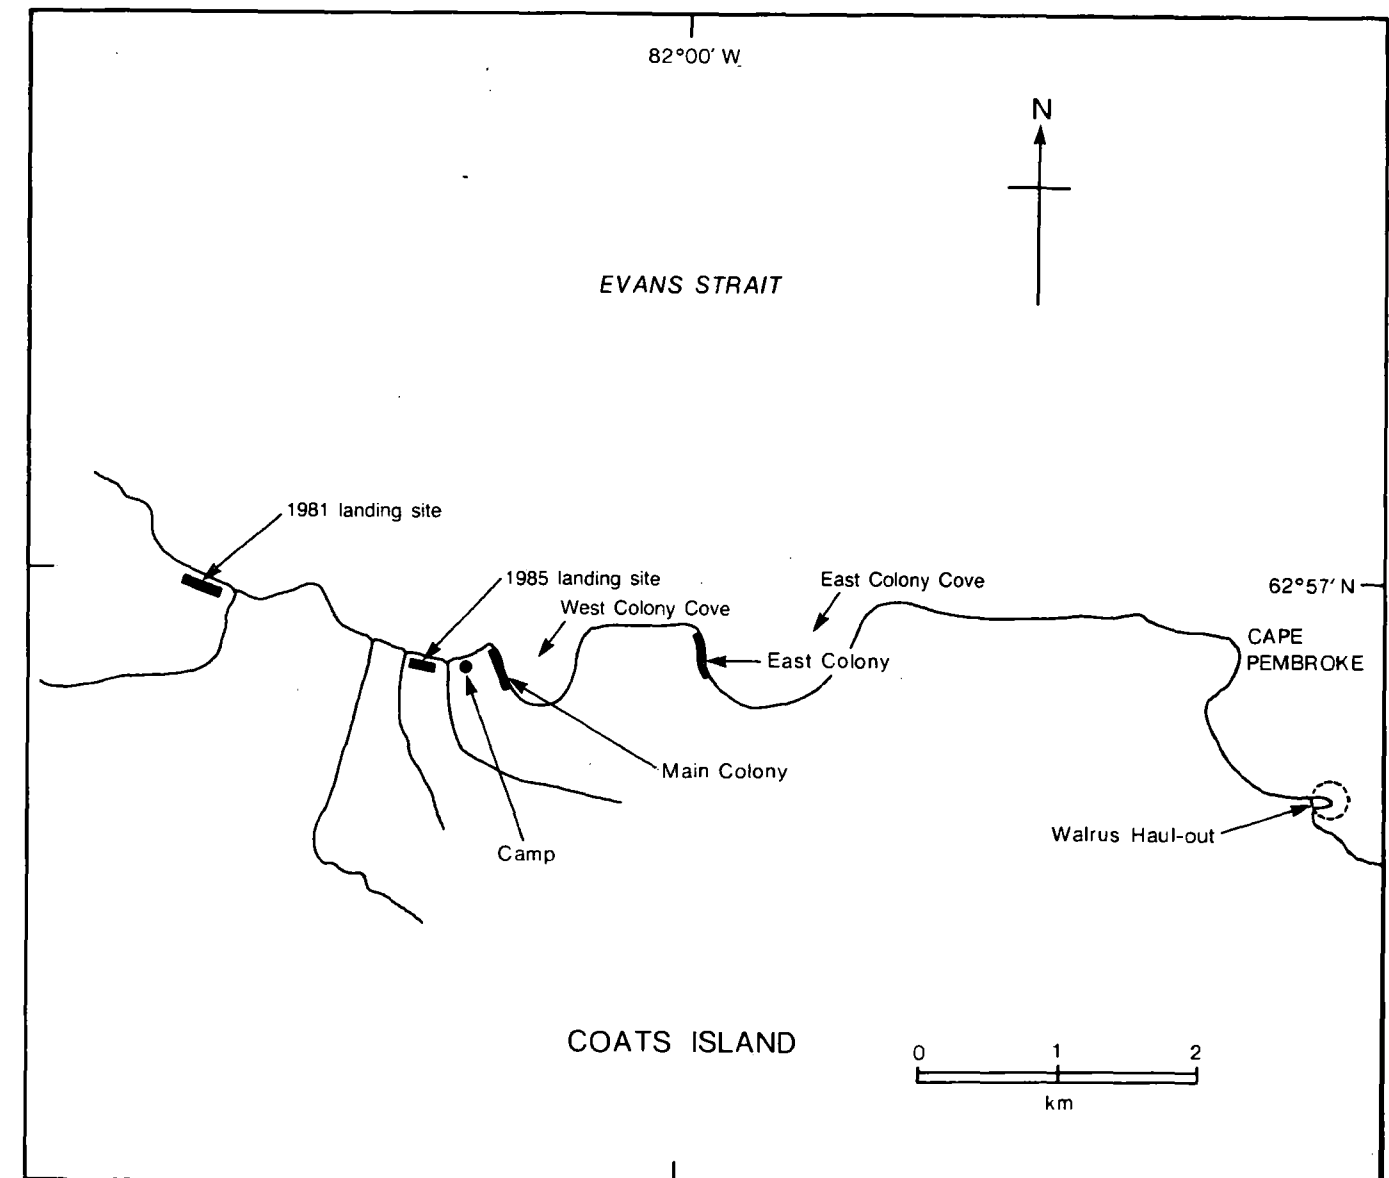 82°00′ W
N
EVANS STRAIT
1981 landing site
1985 landing site
East Colony Cove
62°57′ N
West Colony Cove
CAPE
PEMBROKE
East Colony
Main Colony
Walrus Haul-out
Camp
COATS ISLAND
0 1 2
km